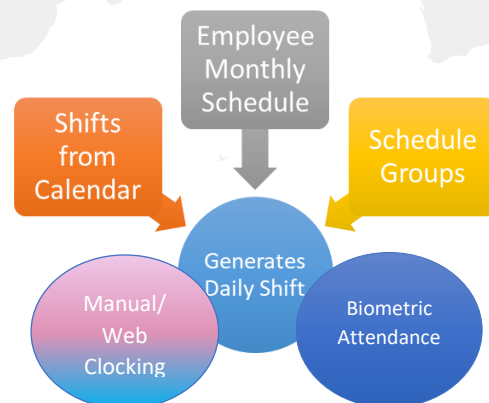 Employee
Monthly
Schedule
Shifts
from
Calendar
Schedule
Groups
Generates
Daily Shift
Manual/
Web
Clocking
Biometric
Attendance